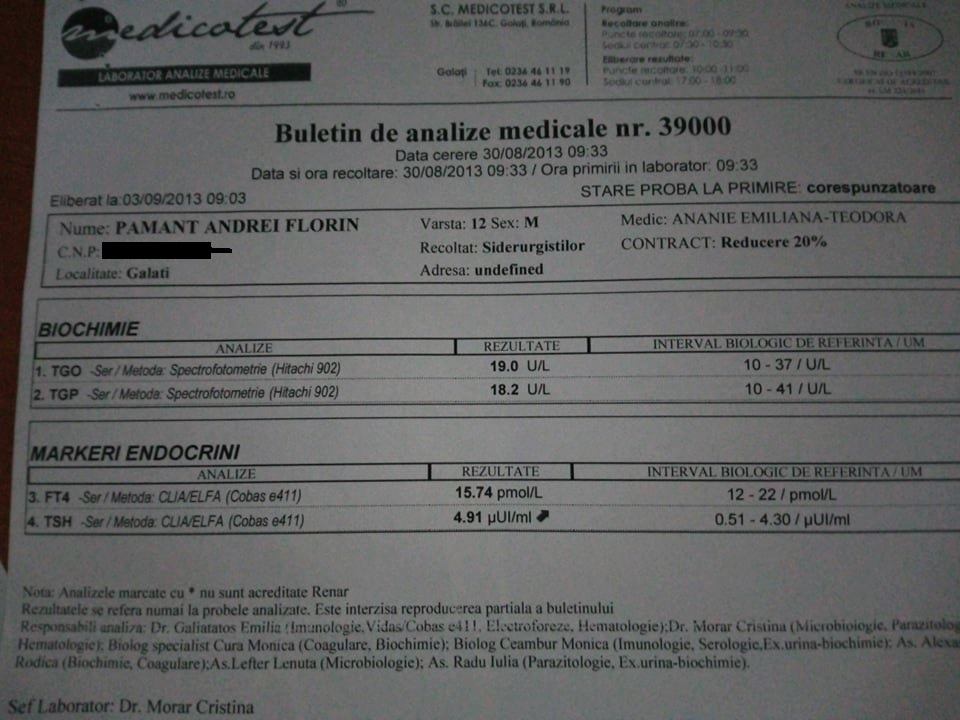 medicotest
din 1993
LABORATOR ANALIZE MEDICALE
www.medicotest.ro
S.C. MEDICOTEST S.R.L.
Str. Brăilei 136C, Galaţi, România
Galaţi Tel: 0236 46 11 19
Fax: 0236 46 11 90
Program
Recoltare analize:
Puncte recoltare: 07:00 - 09:30
Sediul central: 07:30 - 10:30
Eliberare rezultate:
Puncte recoltare: 10:00 -11:00
Sediul central: 17:00 - 18:00
ANALIZE MEDICALE
Buletin de analize medicale nr. 39000
Data cerere 30/08/2013 09:33
Data si ora recoltare: 30/08/2013 09:33 / Ora primirii in laborator: 09:33
Eliberat la:03/09/2013 09:03
STARE PROBA LA PRIMIRE: corespunzatoare
Nume: PAMANT ANDREI FLORIN Varsta: 12 Sex: M Medic: ANANIE EMILIANA-TEODORA
C.N.P: Recoltat: Siderurgistilor CONTRACT: Reducere 20%
Localitate: Galati Adresa: undefined
BIOCHIMIE
ANALIZE REZULTATE INTERVAL BIOLOGIC DE REFERINTA / UM
1. TGO -Ser / Metoda: Spectrofotometrie (Hitachi 902) 19.0 U/L 10 - 37 / U/L
2. TGP -Ser / Metoda: Spectrofotometrie (Hitachi 902) 18.2 U/L 10 - 41 / U/L
MARKERI ENDOCRINI
ANALIZE REZULTATE INTERVAL BIOLOGIC DE REFERINTA / UM
3. FT4 -Ser / Metoda: CLIA/ELFA (Cobas e411) 15.74 pmol/L 12 - 22 / pmol/L
4. TSH -Ser / Metoda: CLIA/ELFA (Cobas e411) 4.91 µUI/ml 0.51 - 4.30 / µUI/ml
Nota: Analizele marcate cu * nu sunt acreditate Renar
Rezultatele se refera numai la probele analizate. Este interzisa reproducerea partiala a buletinului
Responsabili analiza: Dr. Galiatatos Emilia (Imunologie,Vidas/Cobas e411, Electroforeze, Hematologie);Dr. Morar Cristina (Microbiologie, Parazitolog
Hematologie); Biolog specialist Cura Monica (Coagulare, Biochimie); Biolog Ceambur Monica (Imunologie, Serologie,Ex.urina-biochimie); As. Alexa
Rodica (Biochimie, Coagulare);As.Lefter Lenuta (Microbiologie); As. Radu Iulia (Parazitologie, Ex.urina-biochimie).
Sef Laborator: Dr. Morar Cristina